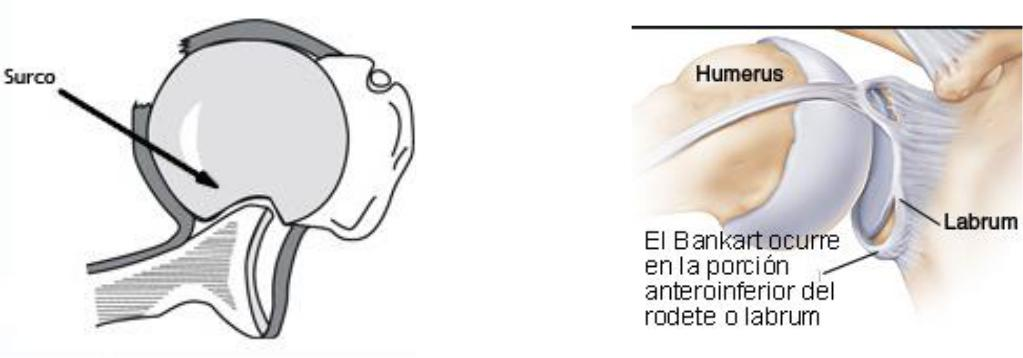 Surco
Humerus
Labrum
El Bankart ocurre
en la porción
anteroinferior del
rodete o labrum